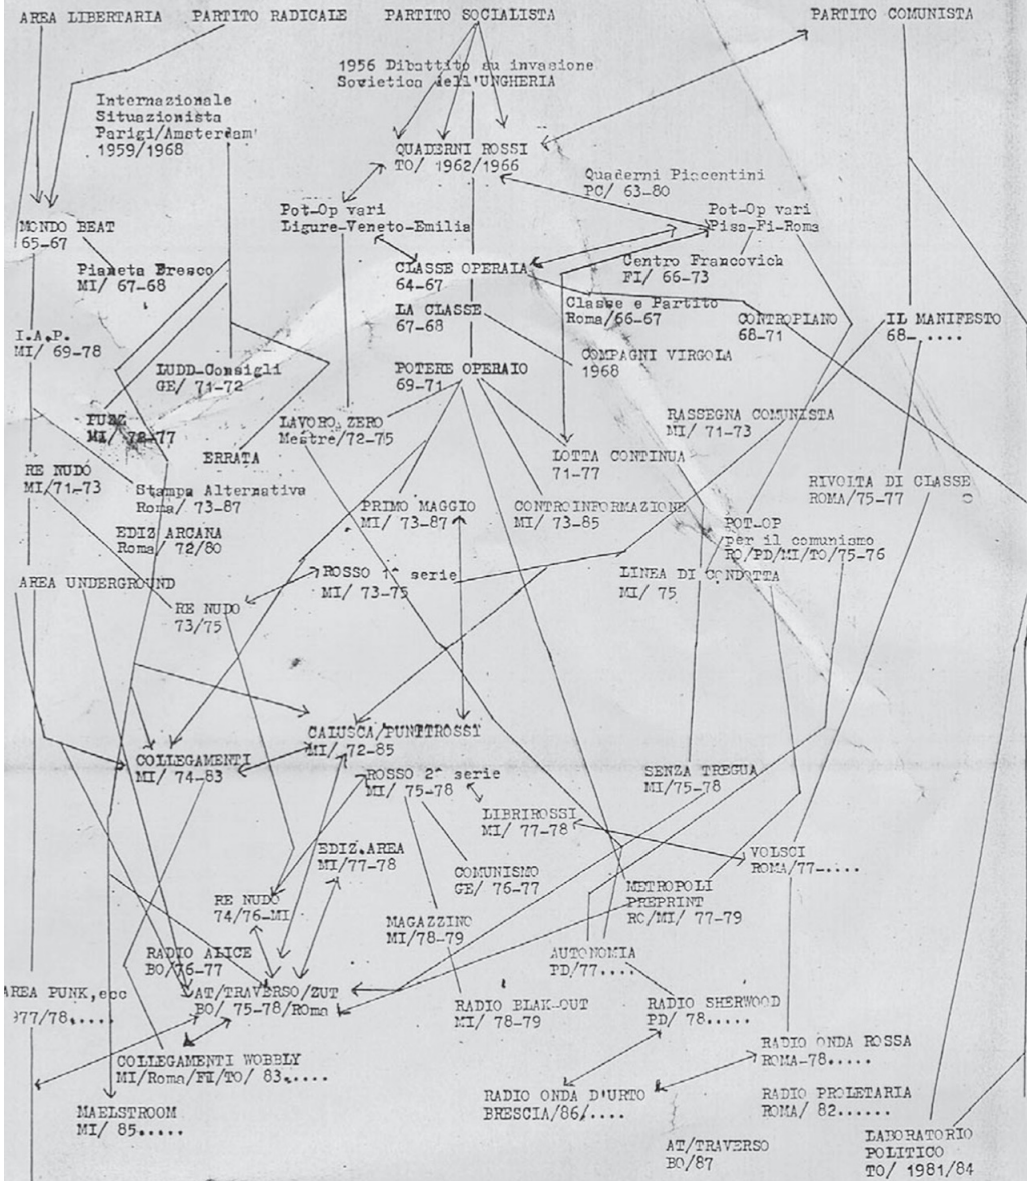 AREA LIBERTARIA PARTITO RADICALE PARTITO SOCIALISTA PARTITO COMUNISTA
1956 Dibattito su invasione
Sovietica dell'UNGHERIA
Internazionale
Situazionista
Parigi/Amsterdam
1959/1968
QUADERNI ROSSI
TO/ 1962/1966
Quaderni Piacentini
PC/ 63-80
MONDO BEAT
65-67
Pot-Op vari
Ligure-Veneto-Emilia
Pot-Op vari
Pisa-Fi-Roma
Pianeta Fresco
MI/ 67-68
CLASSE OPERAIA
64-67
Centro Francovich
FI/ 66-73
LA CLASSE
67-68
Classe e Partito
Roma/66-67
CONTROPIANO
68-71
IL MANIFESTO
68-.....
I.A.P.
MI/ 69-78
LUDD-Consigli
GE/ 71-72
POTERE OPERAIO
69-71
COMPAGNI VIRGOLA
1968
PUZZ
MI/ 72-77
LAVORO ZERO
Mestre/72-75
RASSEGNA COMUNISTA
MI/ 71-73
RE NUDO
MI/71-73
ERRATA
LOTTA CONTINUA
71-77
RIVOLTA DI CLASSE
ROMA/75-77
Stampa Alternativa
Roma/ 73-87
PRIMO MAGGIO
MI/ 73-87
CONTROINFORMAZIONE
MI/ 73-85
EDIZ ARCANA
Roma/ 72/80
POT-OP
per il comunismo
RO/PD/MI/TO/75-76
AREA UNDERGROUND
ROSSO 1^ serie
MI/ 73-75
LINEA DI CONDOTTA
MI/ 75
RE NUDO
73/75
CALUSCA/PUNTIROSSI
MI/ 72-85
COLLEGAMENTI
MI/ 74-83
ROSSO 2^ serie
MI/ 75-78
SENZA TREGUA
MI/75-78
LIBRIROSSI
MI/ 77-78
EDIZ.AREA
MI/77-78
COMUNISMO
GE/ 76-77
VOLSCI
ROMA/77-.....
RE NUDO
74/76-MI
METROPOLI
PREPRINT
RO/MI/ 77-79
MAGAZZINO
MI/78-79
RADIO ALICE
BO/76-77
AUTONOMIA
PD/77....
AREA PUNK,ecc
977/78.....
AT/TRAVERSO/ZUT
BO/ 75-78/ROma
RADIO BLAK-OUT
MI/ 78-79
RADIO SHERWOOD
PD/ 78.....
RADIO ONDA ROSSA
ROMA-78.....
COLLEGAMENTI WOBBLY
MI/Roma/FI/TO/ 83.....
RADIO ONDA D'URTO
BRESCIA/86/....
RADIO PROLETARIA
ROMA/ 82......
MAELSTROOM
MI/ 85.....
AT/TRAVERSO
BO/87
LABORATORIO
POLITICO
TO/ 1981/84